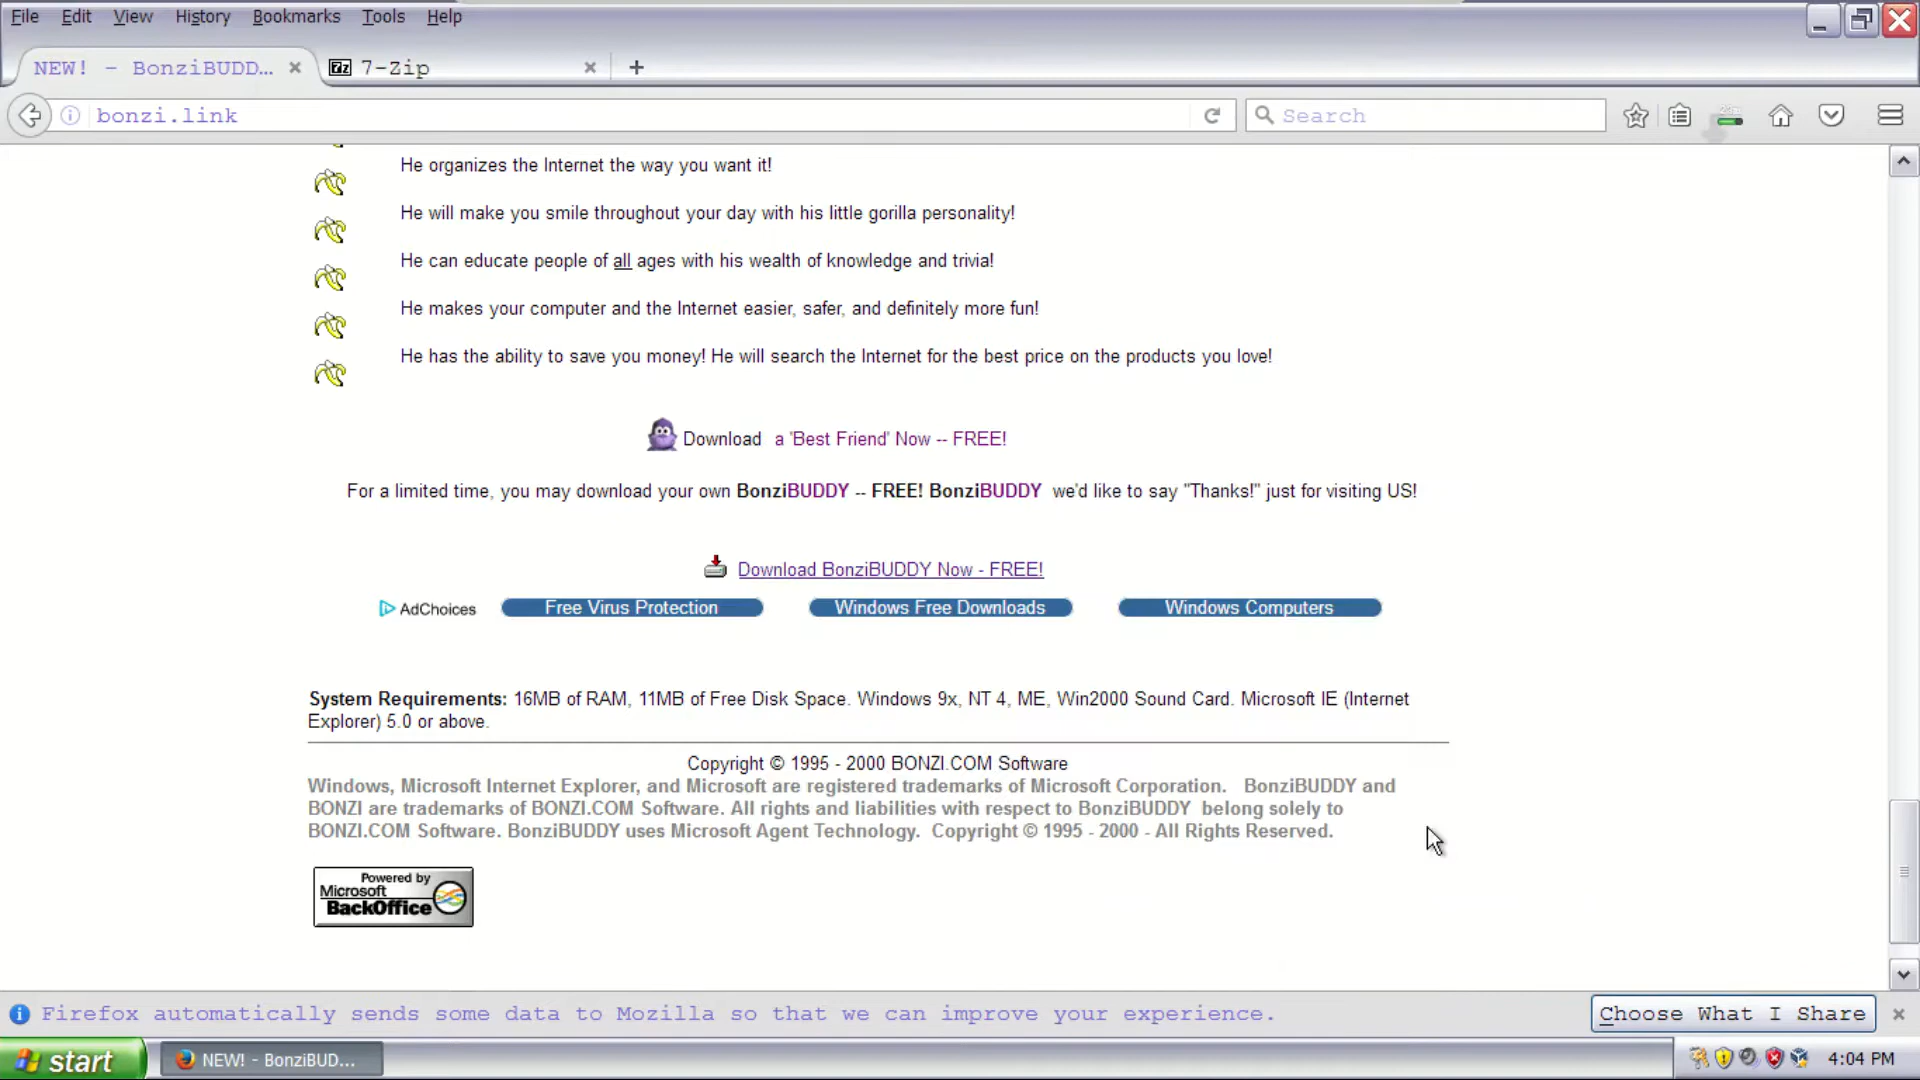 File Edit View History Bookmarks Tools Help
NEW! - BonziBUDD...
7z 7-Zip
bonzi.link
Search
He organizes the Internet the way you want it!
He will make you smile throughout your day with his little gorilla personality!
He can educate people of all ages with his wealth of knowledge and trivia!
He makes your computer and the Internet easier, safer, and definitely more fun!
He has the ability to save you money! He will search the Internet for the best price on the products you love!
Download a 'Best Friend' Now -- FREE!
For a limited time, you may download your own BonziBUDDY -- FREE! BonziBUDDY we'd like to say "Thanks!" just for visiting US!
Download BonziBUDDY Now - FREE!
AdChoices Free Virus Protection Windows Free Downloads Windows Computers
System Requirements: 16MB of RAM, 11MB of Free Disk Space. Windows 9x, NT 4, ME, Win2000 Sound Card. Microsoft IE (Internet
Explorer) 5.0 or above.
Copyright © 1995 - 2000 BONZI.COM Software
Windows, Microsoft Internet Explorer, and Microsoft are registered trademarks of Microsoft Corporation. BonziBUDDY and
BONZI are trademarks of BONZI.COM Software. All rights and liabilities with respect to BonziBUDDY belong solely to
BONZI.COM Software. BonziBUDDY uses Microsoft Agent Technology. Copyright © 1995 - 2000 - All Rights Reserved.
Powered by
Microsoft
BackOffice
Firefox automatically sends some data to Mozilla so that we can improve your experience.
Choose What I Share
start
NEW! - BonziBUD...
4:04 PM